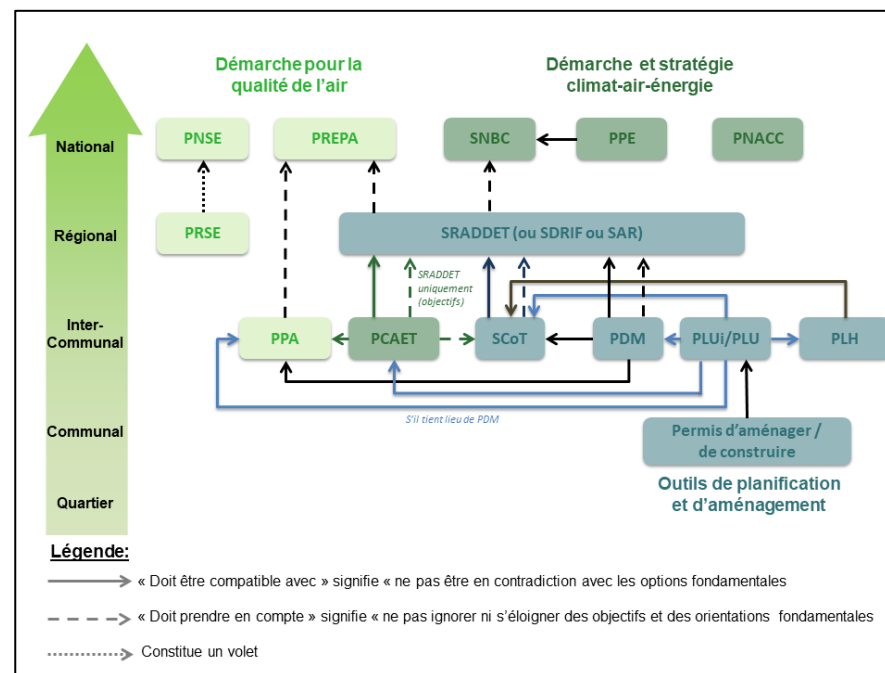 Démarche pour la
qualité de l'air
Démarche et stratégie
climat-air-énergie
National
PNSE
PREPA
SNBC
PPE
PNACC
Régional
PRSE
SRADDET (ou SDRIF ou SAR)
SRADDET
uniquement
(objectifs)
Inter-
Communal
PPA
PCAET
SCoT
PDM
PLUi/PLU
PLH
S'il tient lieu de PDM
Communal
Permis d'aménager /
de construire
Quartier
Outils de planification
et d'aménagement
Légende:
« Doit être compatible avec » signifie « ne pas être en contradiction avec les options fondamentales
« Doit prendre en compte » signifie « ne pas ignorer ni s'éloigner des objectifs et des orientations fondamentales
Constitue un volet